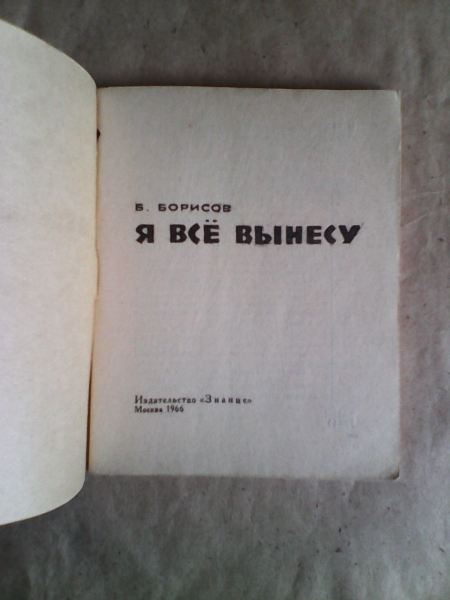 Б. БОРИСОВ
Я ВСЁ ВЫНЕСУ
Издательство «Знание»
Москва 1966